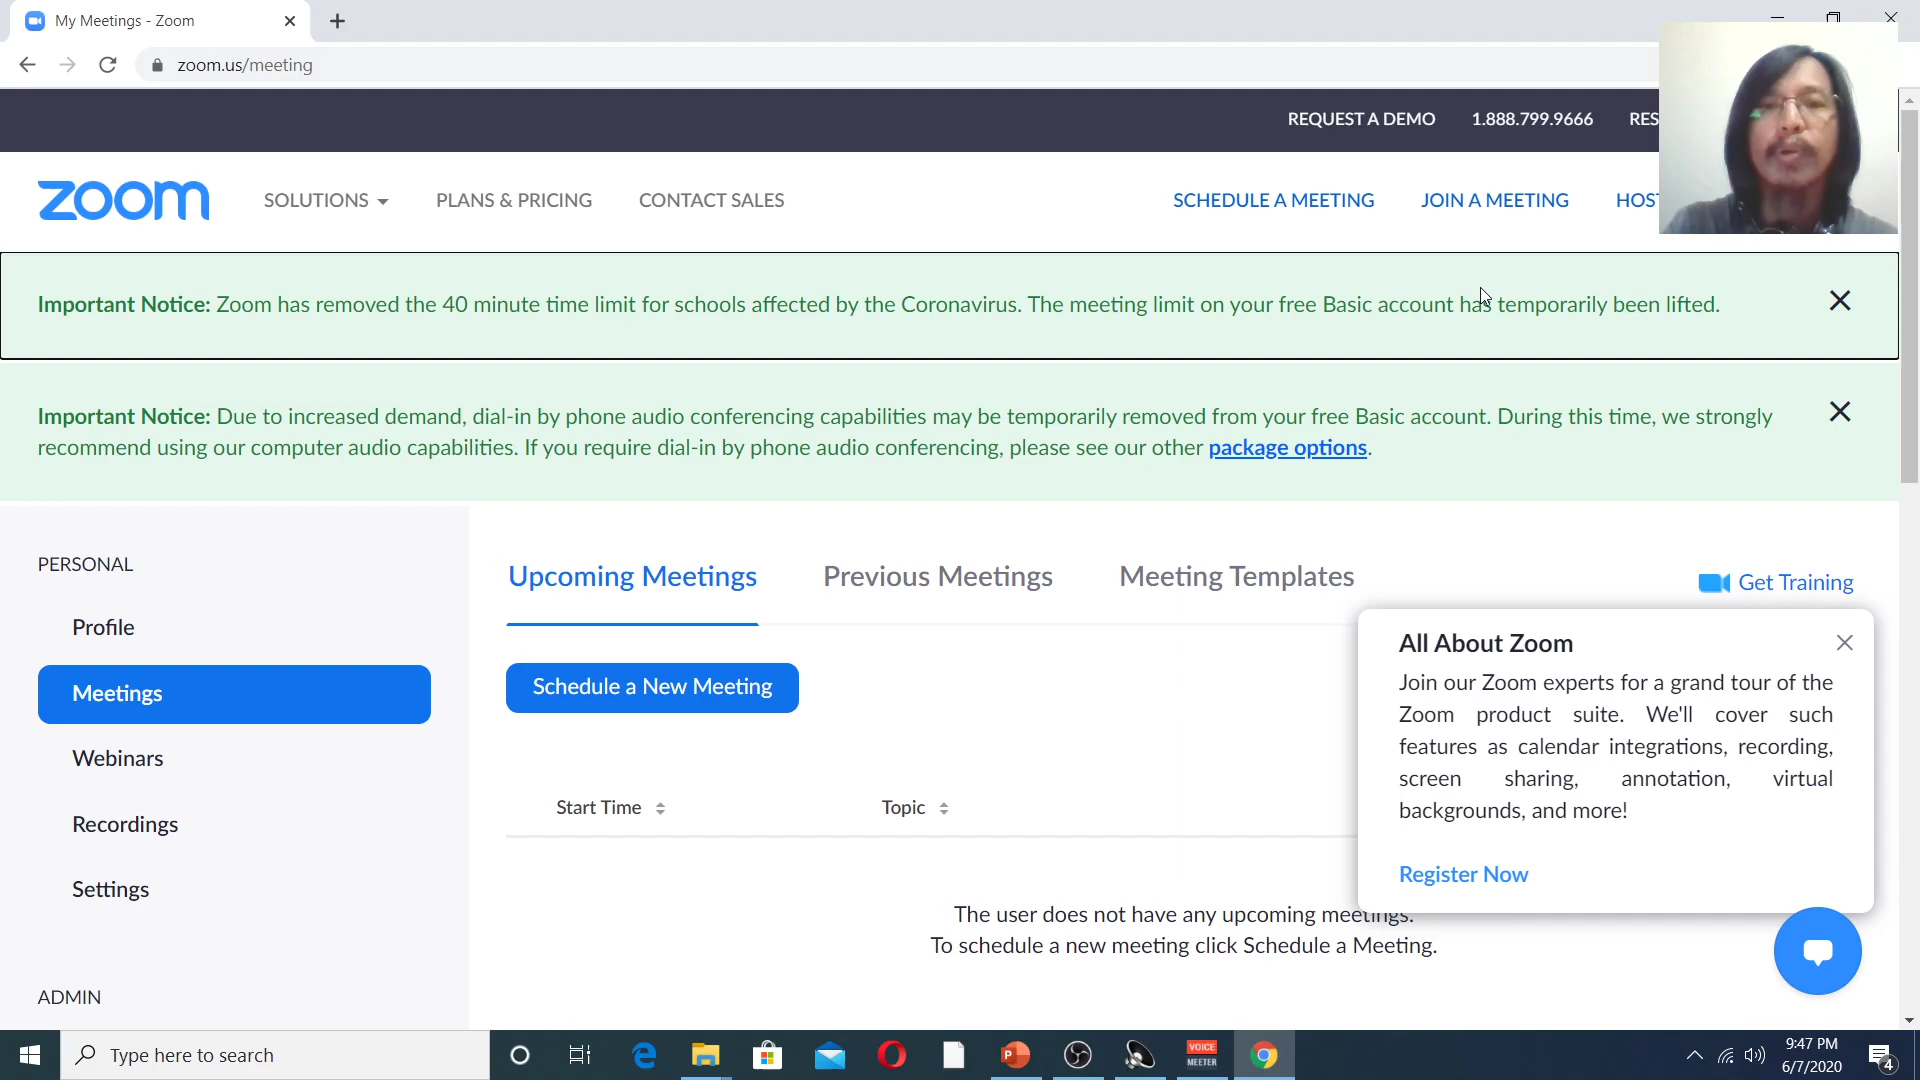 My Meetings - Zoom
zoom.us/meeting
REQUEST A DEMO 1.888.799.9666 RES
zoom SOLUTIONS PLANS & PRICING CONTACT SALES SCHEDULE A MEETING JOIN A MEETING HOST
Important Notice: Zoom has removed the 40 minute time limit for schools affected by the Coronavirus. The meeting limit on your free Basic account has temporarily been lifted.
Important Notice: Due to increased demand, dial-in by phone audio conferencing capabilities may be temporarily removed from your free Basic account. During this time, we strongly
recommend using our computer audio capabilities. If you require dial-in by phone audio conferencing, please see our other package options.
PERSONAL
Profile
Meetings
Webinars
Recordings
Settings
ADMIN
Upcoming Meetings Previous Meetings Meeting Templates
Get Training
Schedule a New Meeting
Start Time Topic
The user does not have any upcoming meetings.
To schedule a new meeting click Schedule a Meeting.
All About Zoom
Join our Zoom experts for a grand tour of the
Zoom product suite. We'll cover such
features as calendar integrations, recording,
screen sharing, annotation, virtual
backgrounds, and more!
Register Now
Type here to search
P
VOICE
MEETER
9:47 PM
6/7/2020
4